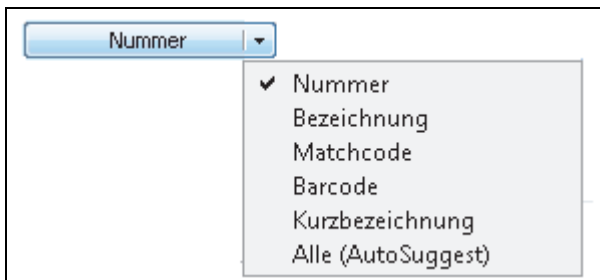 Nummer
Nummer
Bezeichnung
Matchcode
Barcode
Kurzbezeichnung
Alle (AutoSuggest)